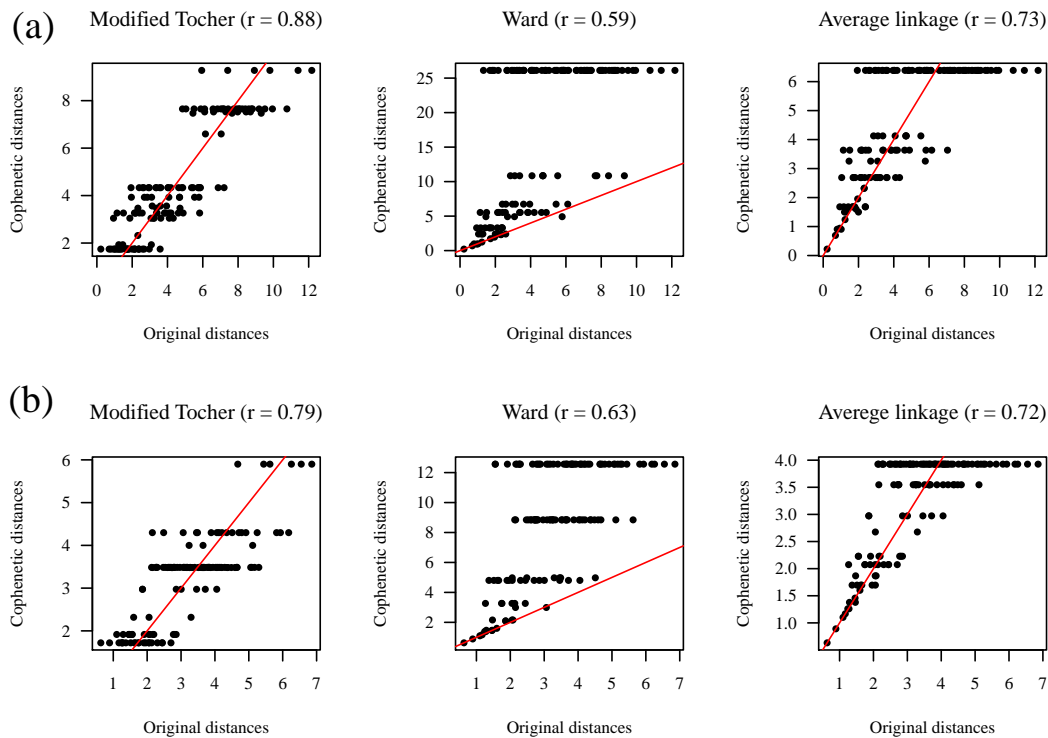 (a)
Modified Tocher (r = 0.88)
Ward (r = 0.59)
Average linkage (r = 0.73)
Cophenetic distances
8
6
4
2
0 2 4 6 8 10 12
Original distances
Cophenetic distances
25
20
15
10
5
0
0 2 4 6 8 10 12
Original distances
Cophenetic distances
6
5
4
3
2
1
0
0 2 4 6 8 10 12
Original distances
(b)
Modified Tocher (r = 0.79)
Ward (r = 0.63)
Averege linkage (r = 0.72)
Cophenetic distances
6
5
4
3
2
1 2 3 4 5 6 7
Original distances
Cophenetic distances
12
10
8
6
4
2
1 2 3 4 5 6 7
Original distances
Cophenetic distances
4.0
3.5
3.0
2.5
2.0
1.5
1.0
1 2 3 4 5 6 7
Original distances